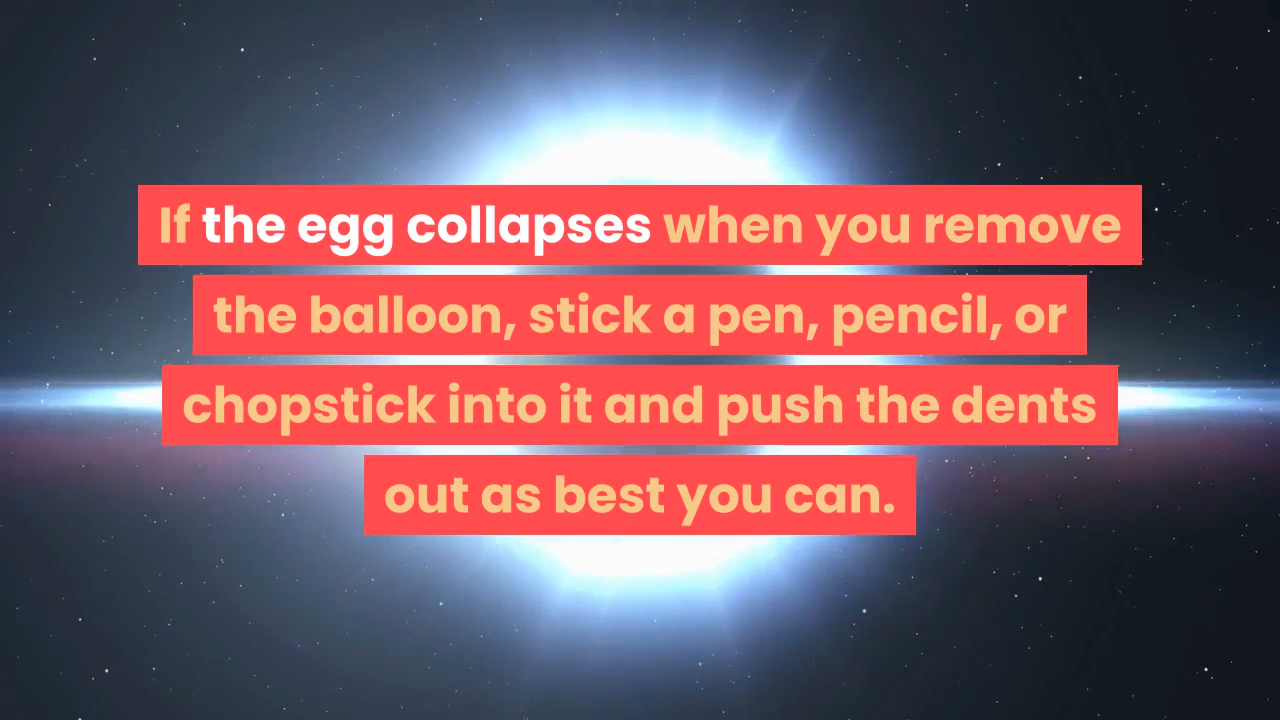 If the egg collapses when you remove
the balloon, stick a pen, pencil, or
chopstick into it and push the dents
out as best you can.